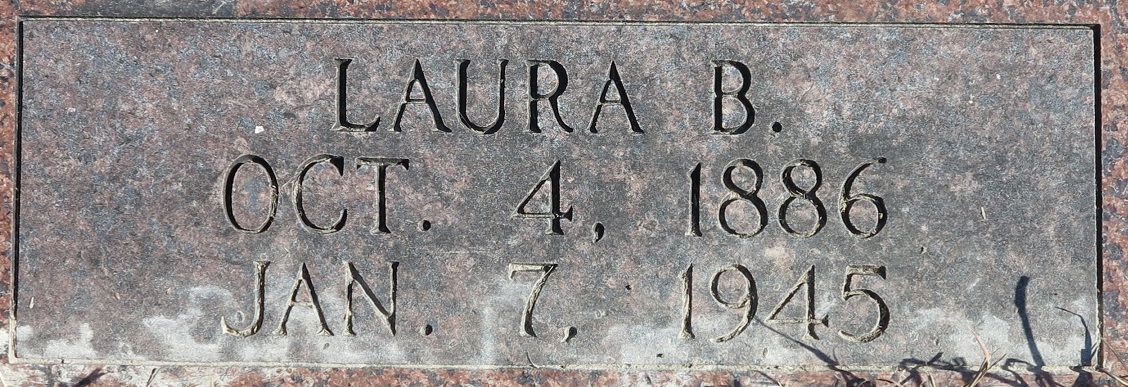 LAURA B.
OCT. 4, 1886
JAN. 7, 1945